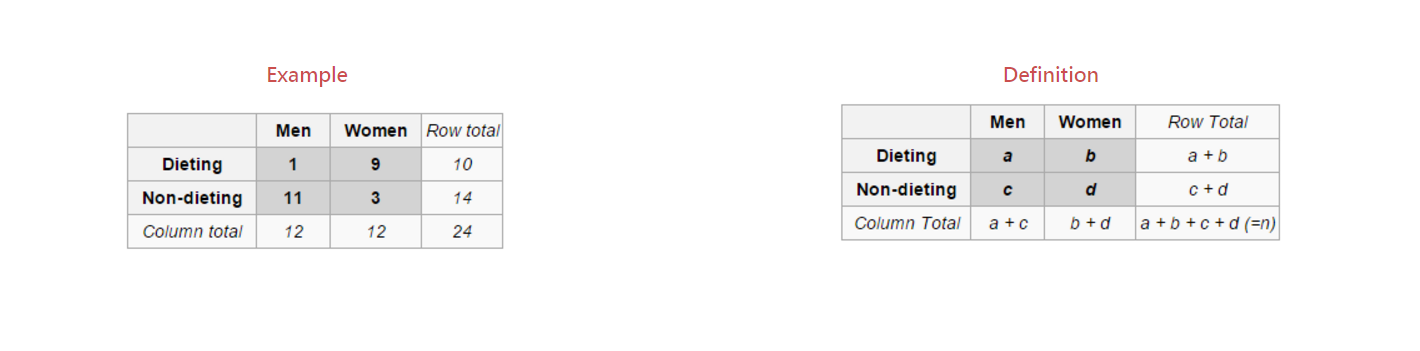 Example
Definition
Men Women Row total
Dieting 1 9 10
Non-dieting 11 3 14
Column total 12 12 24
Men Women Row Total
Dieting a b a + b
Non-dieting c d c + d
Column Total a + c b + d a + b + c + d (=n)